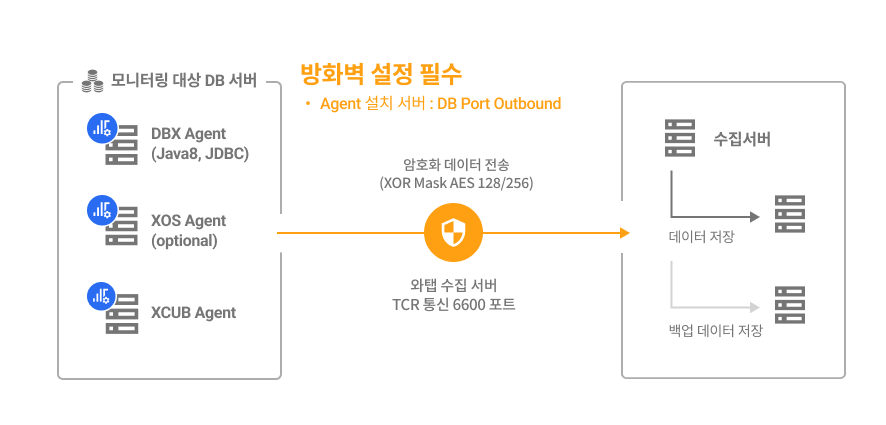 모니터링 대상 DB 서버
방화벽 설정 필수
• Agent 설치 서버 : DB Port Outbound
DBX Agent
(Java8, JDBC)
XOS Agent
(optional)
XCUB Agent
암호화 데이터 전송
(XOR Mask AES 128/256)
와탭 수집 서버
TCR 통신 6600 포트
수집서버
데이터 저장
백업 데이터 저장